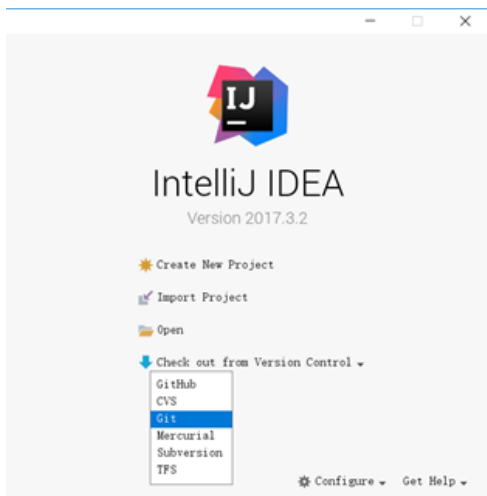 IJ
IntelliJ IDEA
Version 2017.3.2
Create New Project
Import Project
Open
Check out from Version Control
GitHub
CVS
Git
Mercurial
Subversion
TFS
Configure Get Help